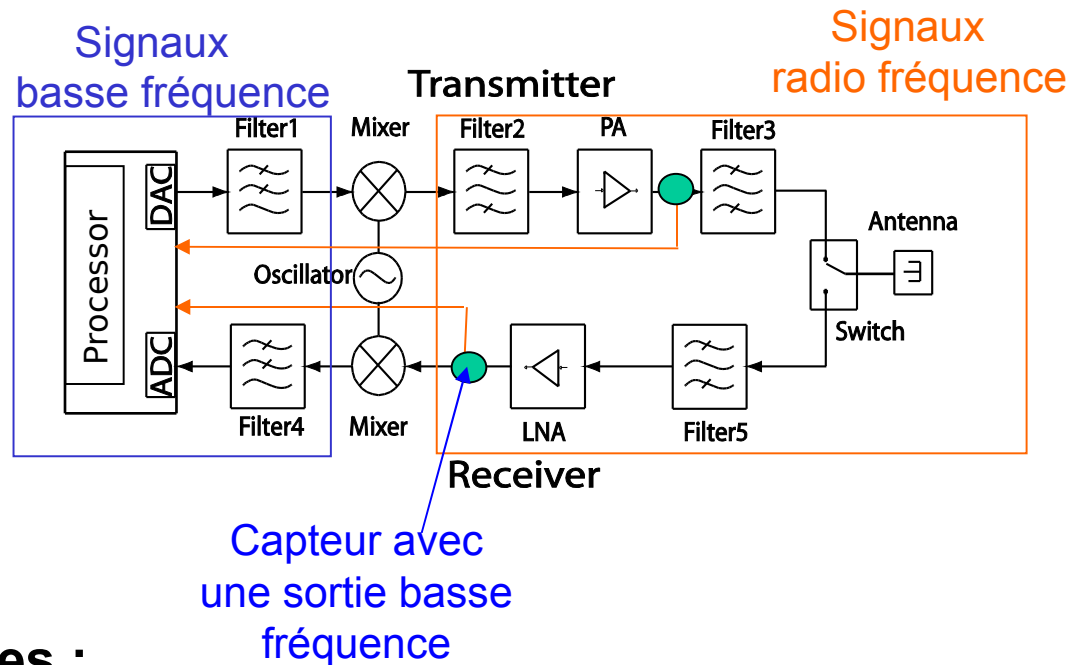 Signaux
basse fréquence
Signaux
radio fréquence
Transmitter
Filter1
Mixer
Filter2
PA
Filter3
DAC
Processor
Antenna
Oscillator
Switch
ADC
Filter4
Mixer
LNA
Filter5
Receiver
Capteur avec
une sortie basse
fréquence
es :